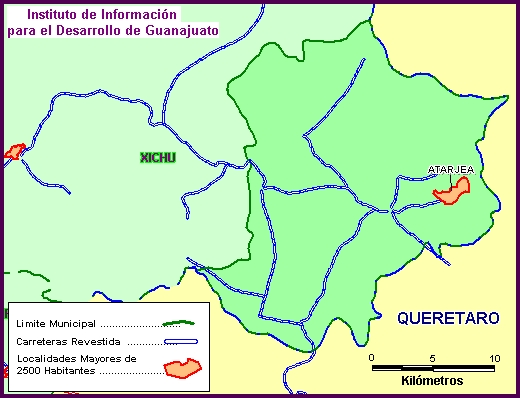 Instituto de Información
para el Desarrollo de Guanajuato
XICHU
ATARJEA
QUERETARO
Limite Municipal
Carreteras Revestida
Localidades Mayores de
2500 Habitantes
0 5 10
Kilómetros